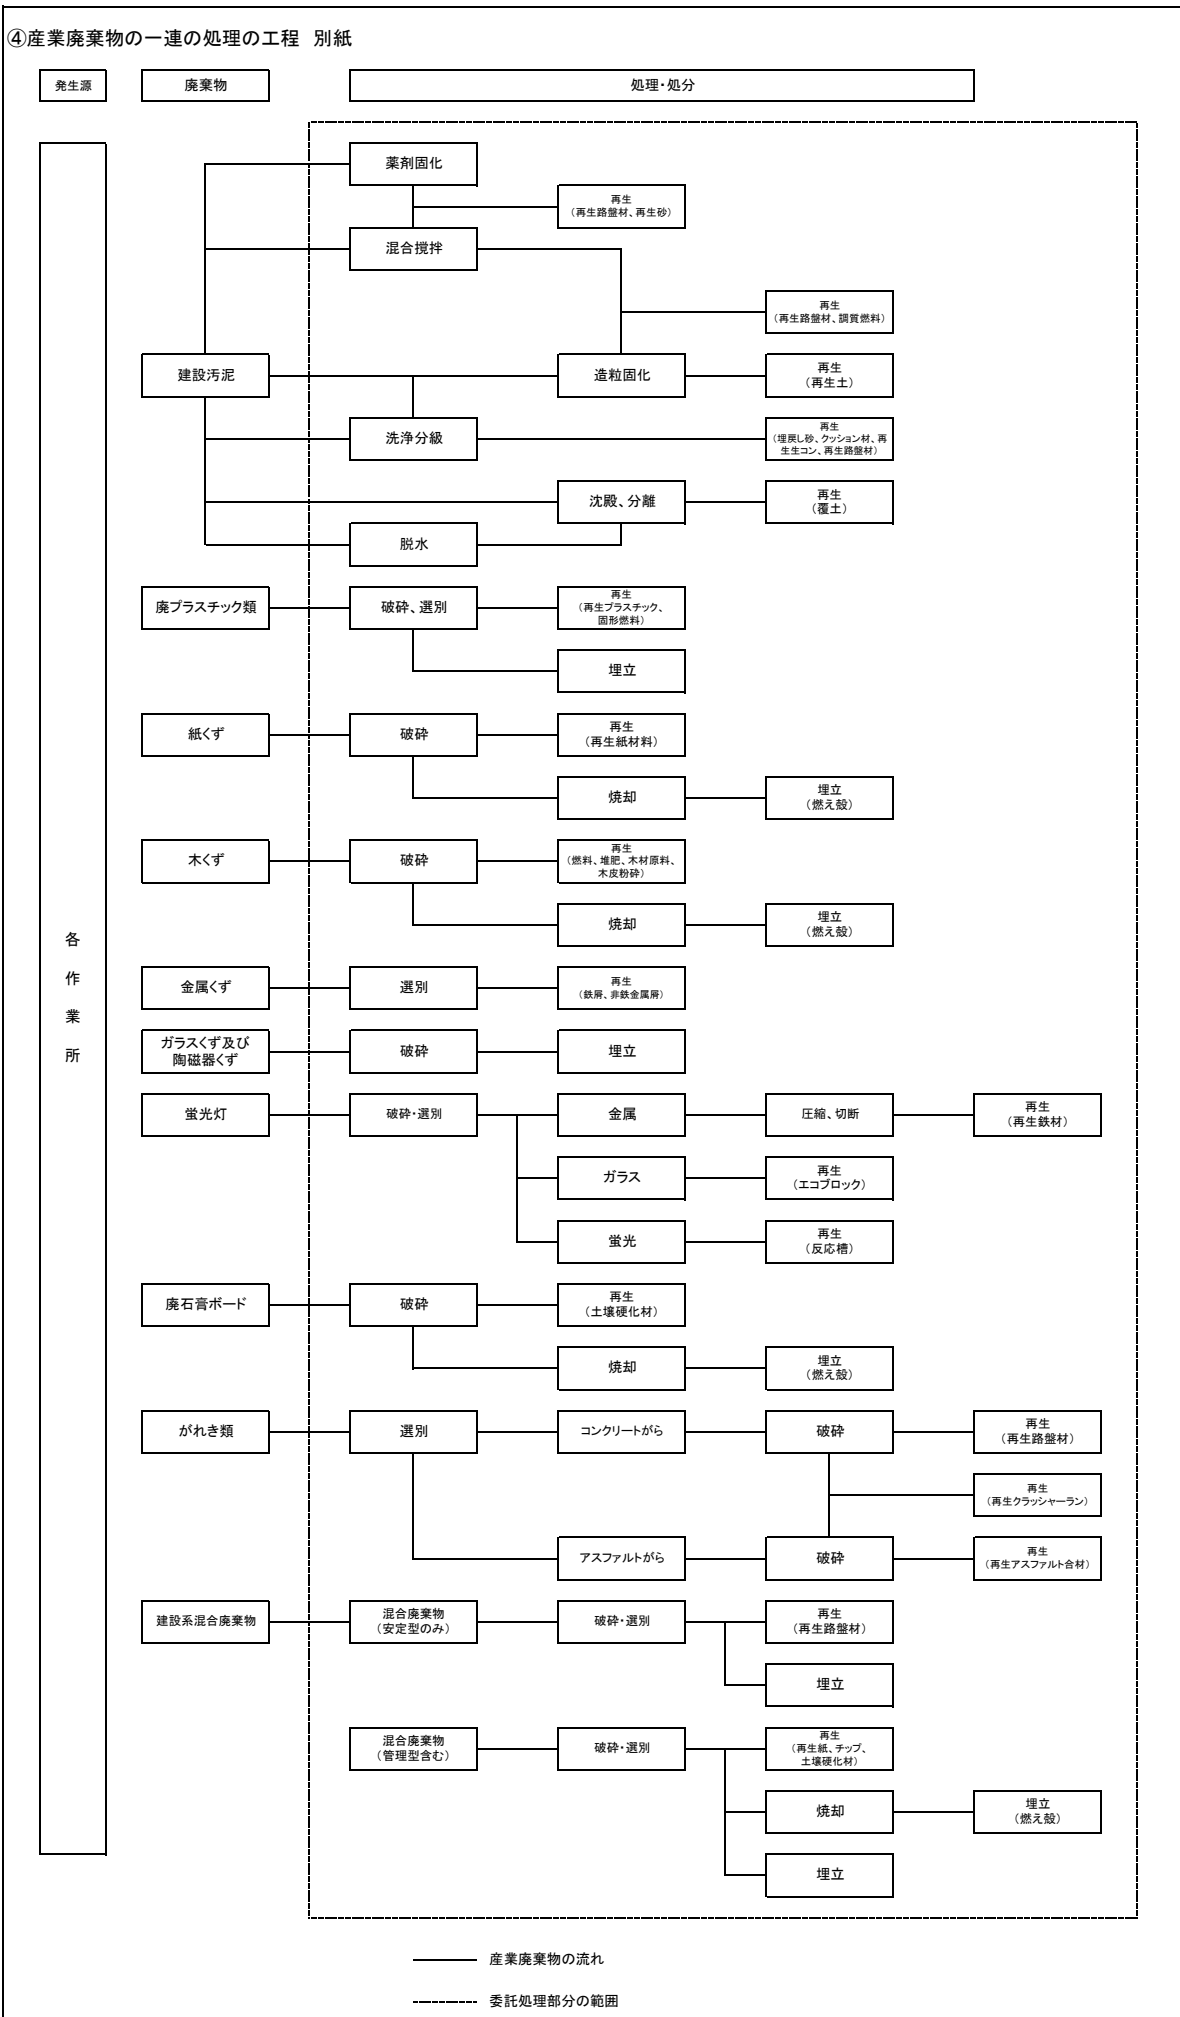 ④産業廃棄物の一連の処理の工程 別紙
発生源
廃棄物
処理・処分
各作業所
薬剤固化
再生
（再生路盤材、再生砂）
混合撹拌
再生
（再生路盤材、調質燃料）
建設汚泥
造粒固化
再生
（再生土）
洗浄分級
再生
（埋戻し砂、クッション材、再
生生コン、再生路盤材）
沈殿、分離
再生
（覆土）
脱水
廃プラスチック類
破砕、選別
再生
（再生プラスチック、
固形燃料）
埋立
紙くず
破砕
再生
（再生紙材料）
焼却
埋立
（燃え殻）
木くず
破砕
再生
（燃料、堆肥、木材原料、
木皮粉砕）
焼却
埋立
（燃え殻）
金属くず
選別
再生
（鉄屑、非鉄金属屑）
ガラスくず及び
陶磁器くず
破砕
埋立
蛍光灯
破砕・選別
金属
圧縮、切断
再生
（再生鉄材）
ガラス
再生
（エコブロック）
蛍光
再生
（反応槽）
廃石膏ボード
破砕
再生
（土壌硬化材）
焼却
埋立
（燃え殻）
がれき類
選別
コンクリートがら
破砕
再生
（再生路盤材）
再生
（再生クラッシャーラン）
アスファルトがら
破砕
再生
（再生アスファルト合材）
建設系混合廃棄物
混合廃棄物
（安定型のみ）
破砕・選別
再生
（再生路盤材）
埋立
混合廃棄物
（管理型含む）
破砕・選別
再生
（再生紙、チップ、
土壌硬化材）
焼却
埋立
（燃え殻）
埋立
産業廃棄物の流れ
委託処理部分の範囲